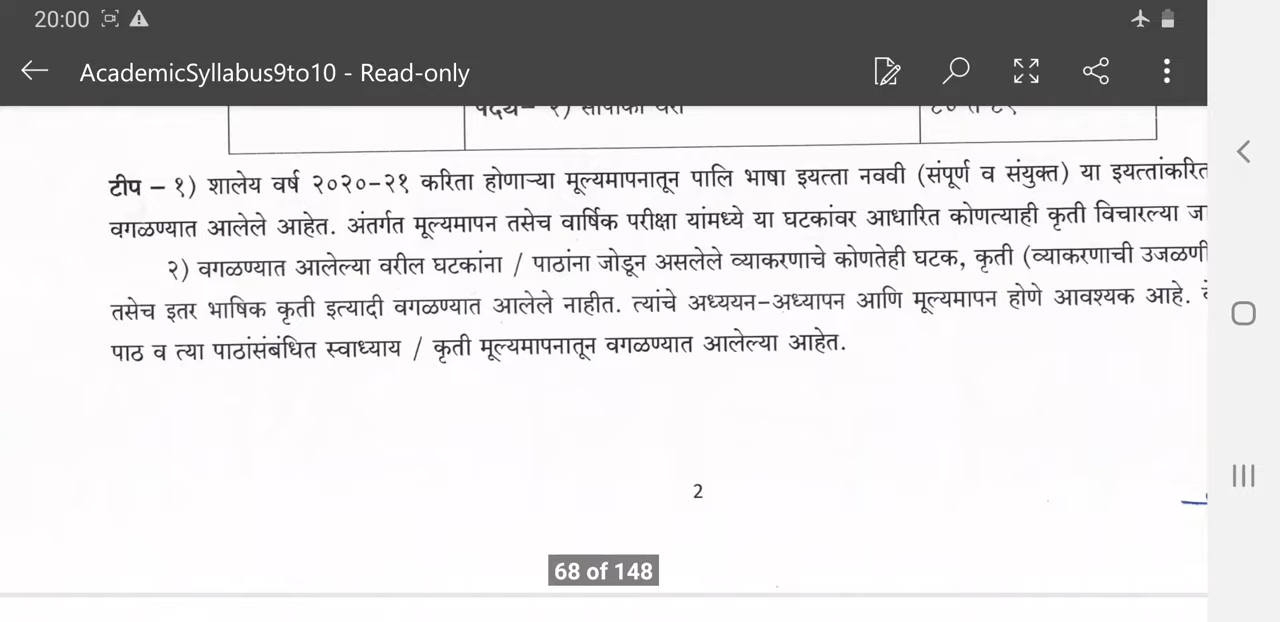 20:00
AcademicSyllabus9to10 - Read-only
टीप – १) शालेय वर्ष २०२०-२१ करिता होणाऱ्या मूल्यमापनातून पालि भाषा इयत्ता नववी (संपूर्ण व संयुक्त) या इयत्तांकरित
वगळण्यात आलेले आहेत. अंतर्गत मूल्यमापन तसेच वार्षिक परीक्षा यांमध्ये या घटकांवर आधारित कोणत्याही कृती विचारल्या जा
२) वगळण्यात आलेल्या वरील घटकांना / पाठांना जोडून असलेले व्याकरणाचे कोणतेही घटक, कृती (व्याकरणाची उजळणी
तसेच इतर भाषिक कृती इत्यादी वगळण्यात आलेले नाहीत. त्यांचे अध्ययन-अध्यापन आणि मूल्यमापन होणे आवश्यक आहे.
पाठ व त्या पाठांसंबंधित स्वाध्याय / कृती मूल्यमापनातून वगळण्यात आलेल्या आहेत.
2
68 of 148